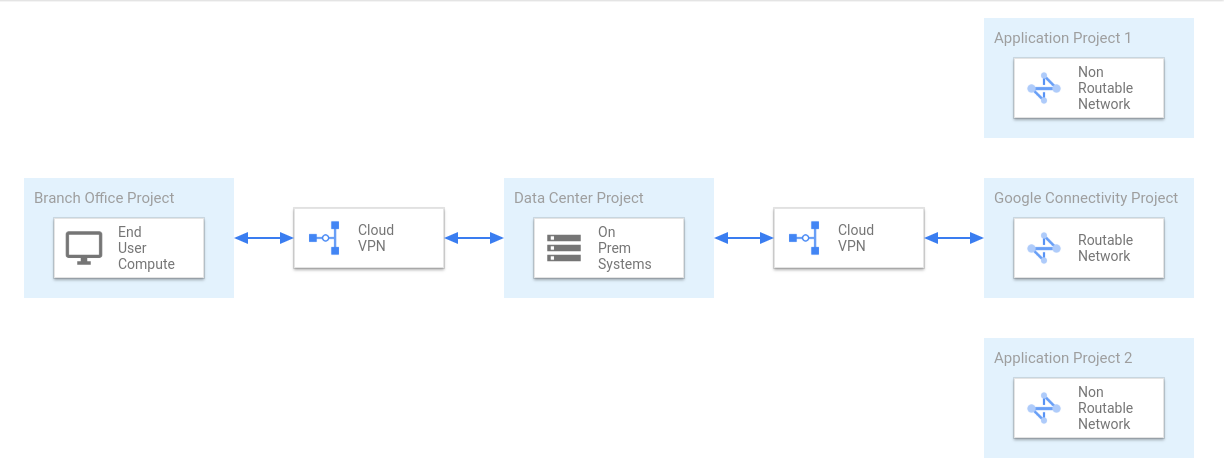 Application Project 1
Non
Routable
Network
Branch Office Project
End
User
Compute
Cloud
VPN
Data Center Project
On
Prem
Systems
Cloud
VPN
Google Connectivity Project
Routable
Network
Application Project 2
Non
Routable
Network